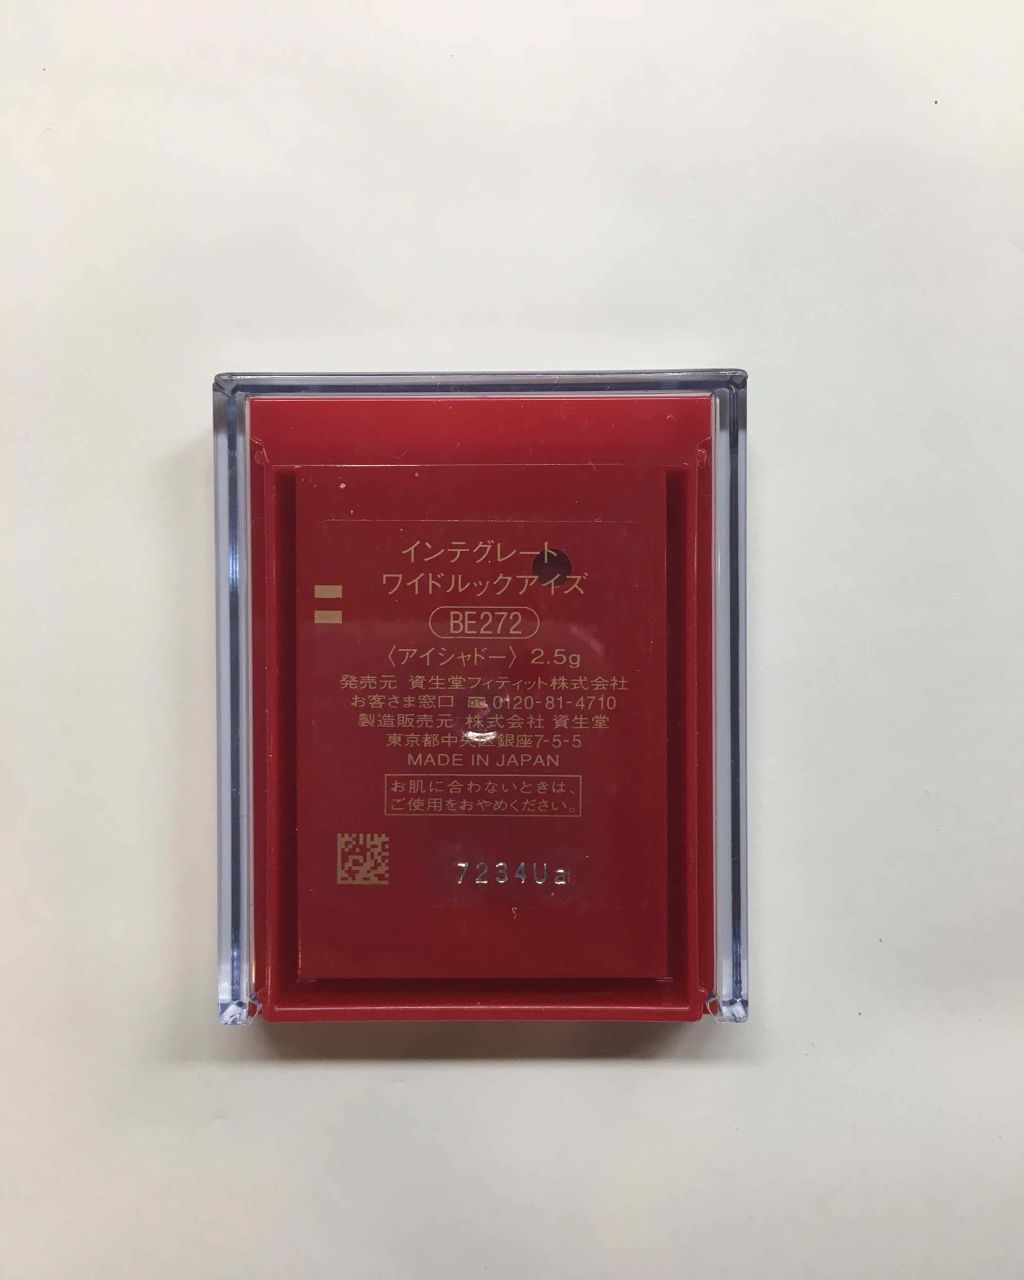 インテグレート
ワイドルックアイズ
BE272
〈アイシャドー〉 2.5g
発売元 資生堂フィティット株式会社
お客さま窓口 0120-81-4710
製造販売元 株式会社 資生堂
東京都中央区銀座7-5-5
MADE IN JAPAN
お肌に合わないときは、
ご使用をおやめください。
7234Ua